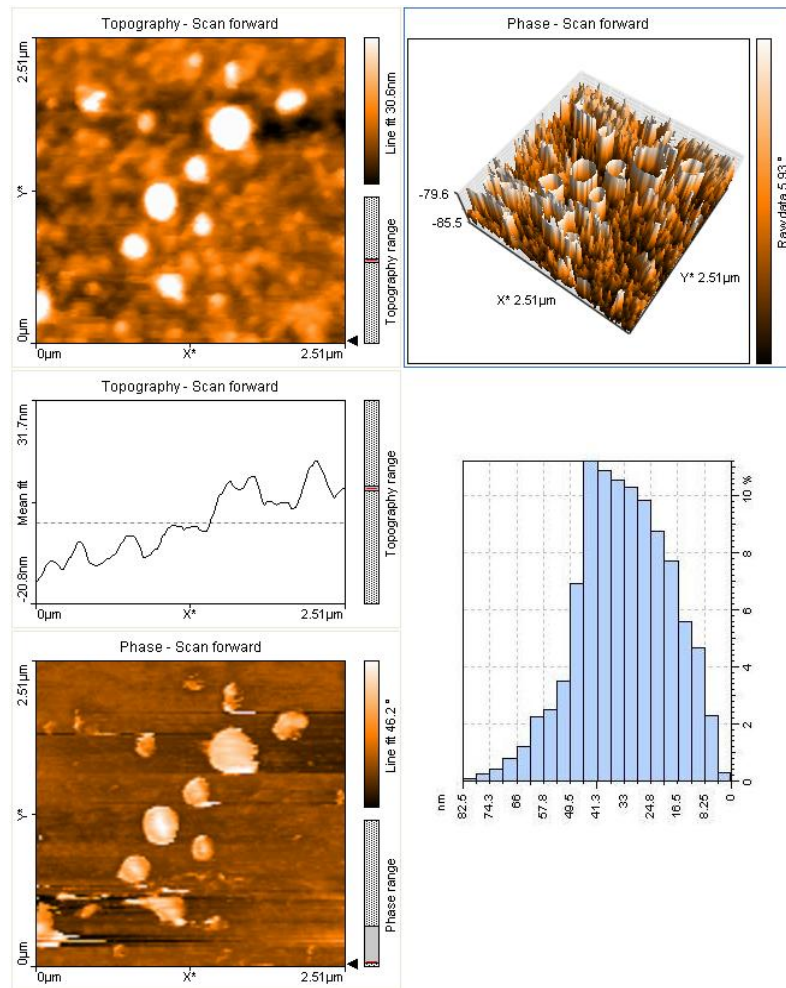 Topography - Scan forward
2.51µm
Y*
0µm
0µm
X*
2.51µm
Line fit 30.6nm
Topography range
Phase - Scan forward
-79.6
-85.5
X* 2.51µm
Y* 2.51µm
Raw data 5.93°
Topography - Scan forward
31.7nm
Mean fit
-20.8nm
0µm
X*
2.51µm
Topography range
Phase - Scan forward
2.51µm
Y*
0µm
0µm
X*
2.51µm
Line fit 46.2°
Phase range
%
10
8
6
4
2
0
nm
82.5
74.3
66
57.8
49.5
41.3
33
24.8
16.5
8.25
0